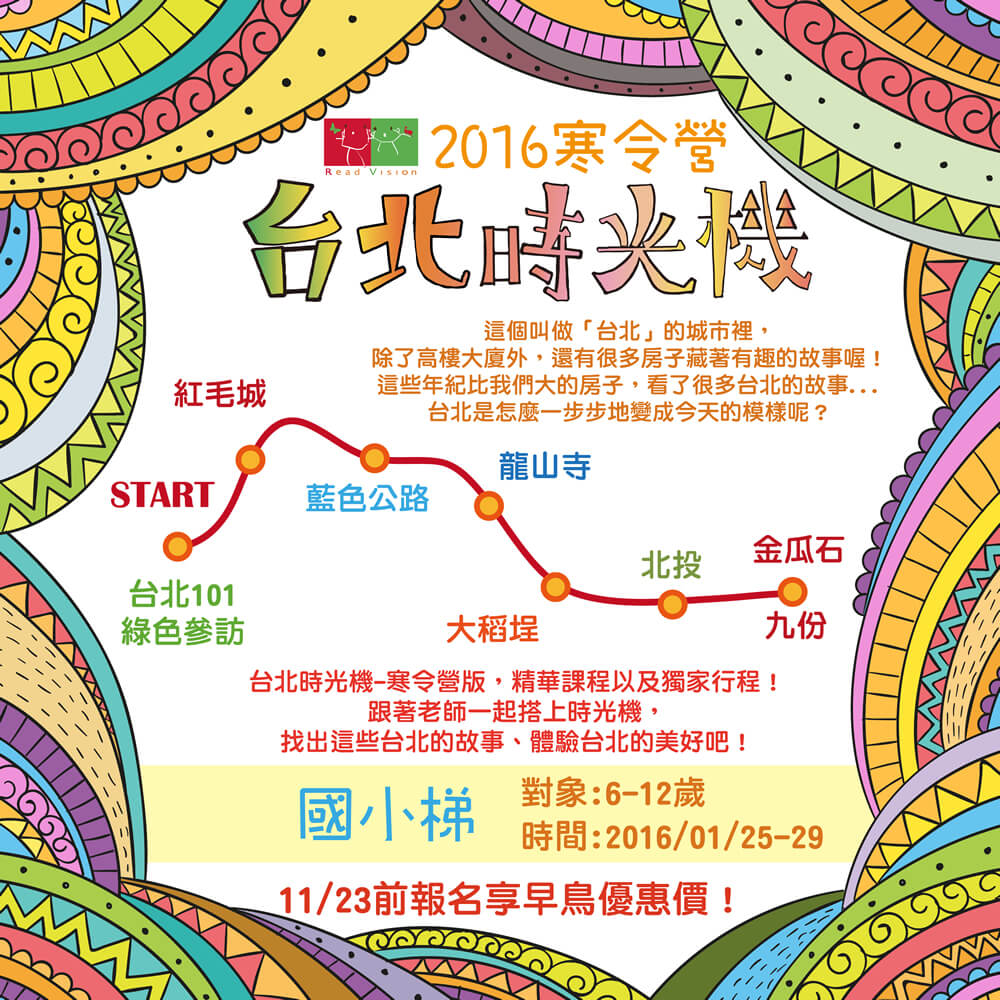 Read Vision
2016寒令營
台北時光機
這個叫做「台北」的城市裡，
除了高樓大廈外，還有很多房子藏著有趣的故事喔！
這些年紀比我們大的房子，看了很多台北的故事...
台北是怎麼一步步地變成今天的模樣呢？
紅毛城
START
藍色公路
龍山寺
台北101
綠色參訪
大稻埕
北投
金瓜石
九份
台北時光機-寒令營版，精華課程以及獨家行程！
跟著老師一起搭上時光機，
找出這些台北的故事、體驗台北的美好吧！
國小梯
對象:6-12歲
時間:2016/01/25-29
11/23前報名享早鳥優惠價！